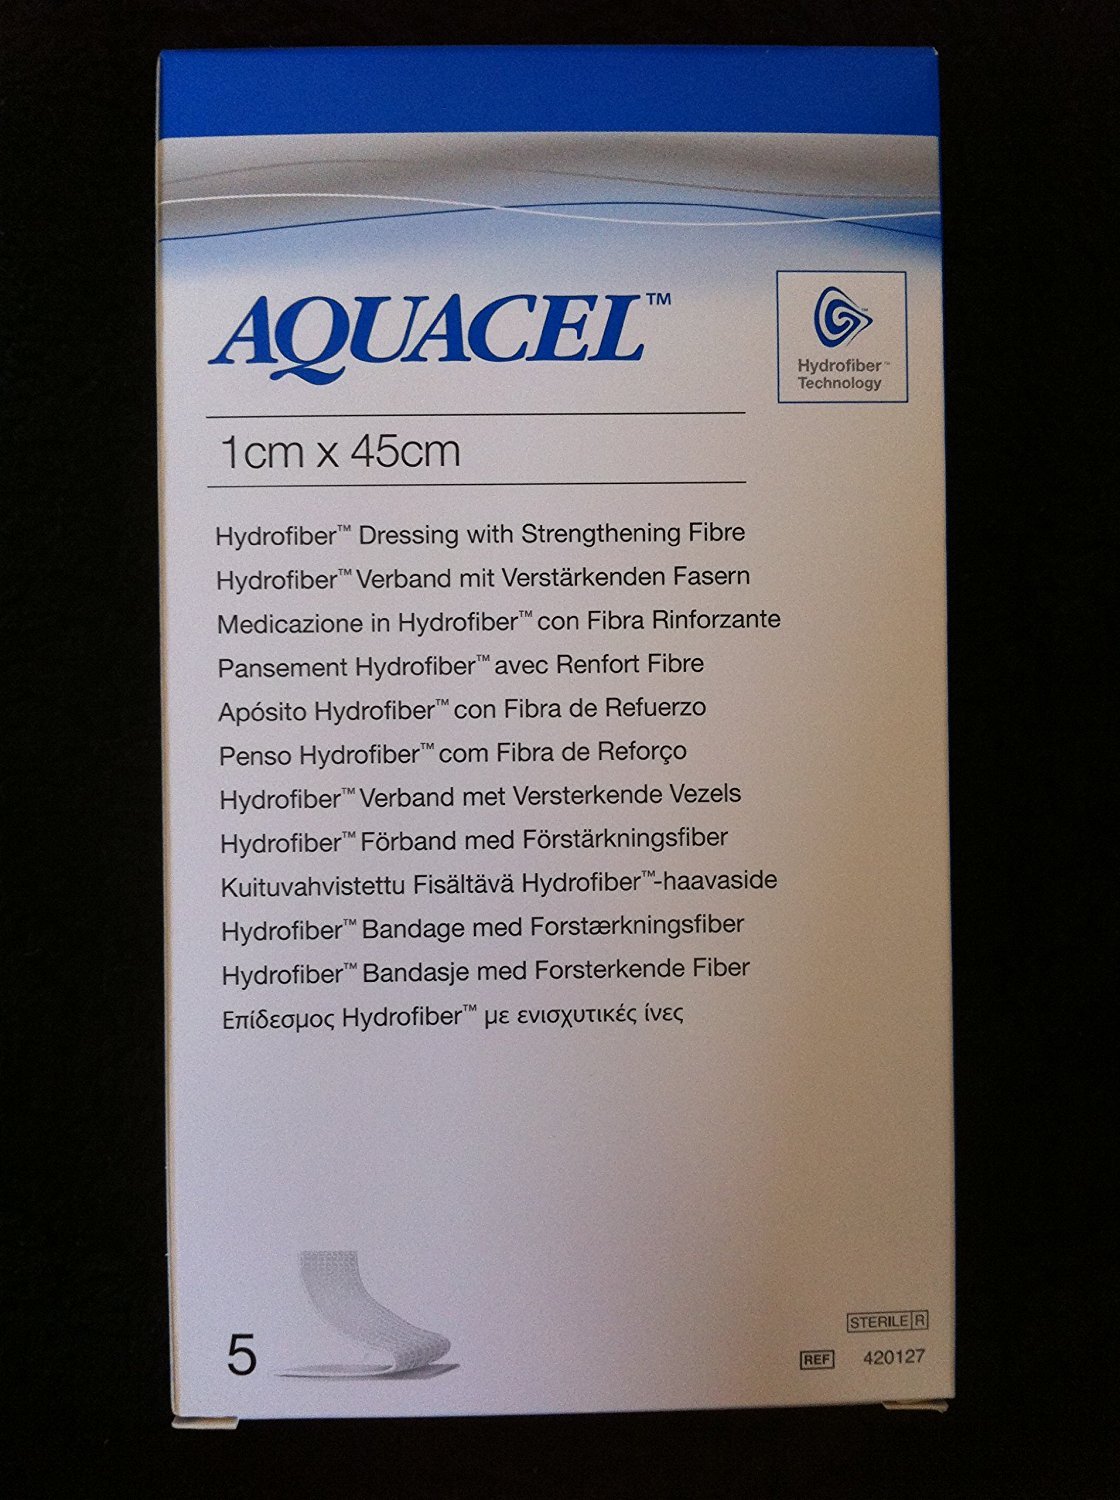 AQUACEL™
Hydrofiber™
Technology
1cm x 45cm
Hydrofiber™ Dressing with Strengthening Fibre
Hydrofiber™ Verband mit Verstärkenden Fasern
Medicazione in Hydrofiber™ con Fibra Rinforzante
Pansement Hydrofiber™ avec Renfort Fibre
Apósito Hydrofiber™ con Fibra de Refuerzo
Penso Hydrofiber™ com Fibra de Reforço
Hydrofiber™ Verband met Versterkende Vezels
Hydrofiber™ Förband med Förstärkningsfiber
Kuituvahvistettu Fisältävä Hydrofiber™-haavaside
Hydrofiber™ Bandage med Forstærkningsfiber
Hydrofiber™ Bandasje med Forsterkende Fiber
Επίδεσμος Hydrofiber™ με ενισχυτικές ίνες
5
STERILE R
REF 420127